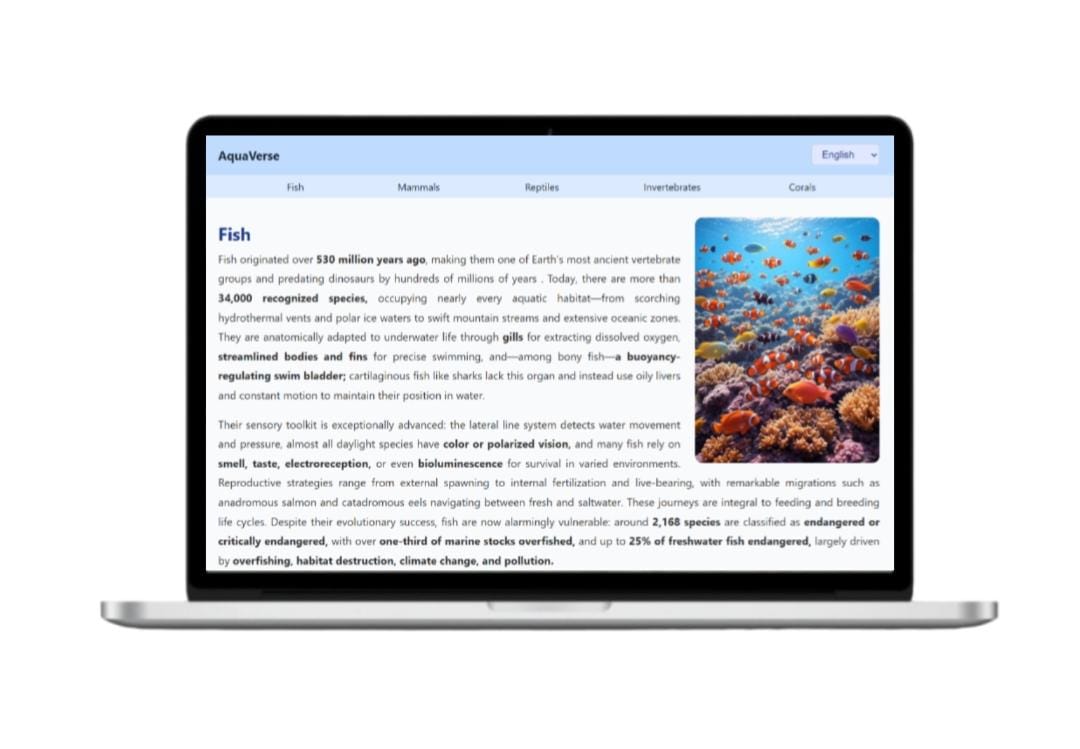 AquaVerse
English
Fish
Mammals
Reptiles
Invertebrates
Corals
Fish
Fish originated over 530 million years ago, making them one of Earth's most ancient vertebrate
groups and predating dinosaurs by hundreds of millions of years . Today, there are more than
34,000 recognized species, occupying nearly every aquatic habitat—from scorching
hydrothermal vents and polar ice waters to swift mountain streams and extensive oceanic zones.
They are anatomically adapted to underwater life through gills for extracting dissolved oxygen,
streamlined bodies and fins for precise swimming, and—among bony fish—a buoyancy-
regulating swim bladder; cartilaginous fish like sharks lack this organ and instead use oily livers
and constant motion to maintain their position in water.
Their sensory toolkit is exceptionally advanced: the lateral line system detects water movement
and pressure, almost all daylight species have color or polarized vision, and many fish rely on
smell, taste, electroreception, or even bioluminescence for survival in varied environments.
Reproductive strategies range from external spawning to internal fertilization and live-bearing, with remarkable migrations such as
anadromous salmon and catadromous eels navigating between fresh and saltwater. These journeys are integral to feeding and breeding
life cycles. Despite their evolutionary success, fish are now alarmingly vulnerable: around 2,168 species are classified as endangered or
critically endangered, with over one-third of marine stocks overfished, and up to 25% of freshwater fish endangered, largely driven
by overfishing, habitat destruction, climate change, and pollution.